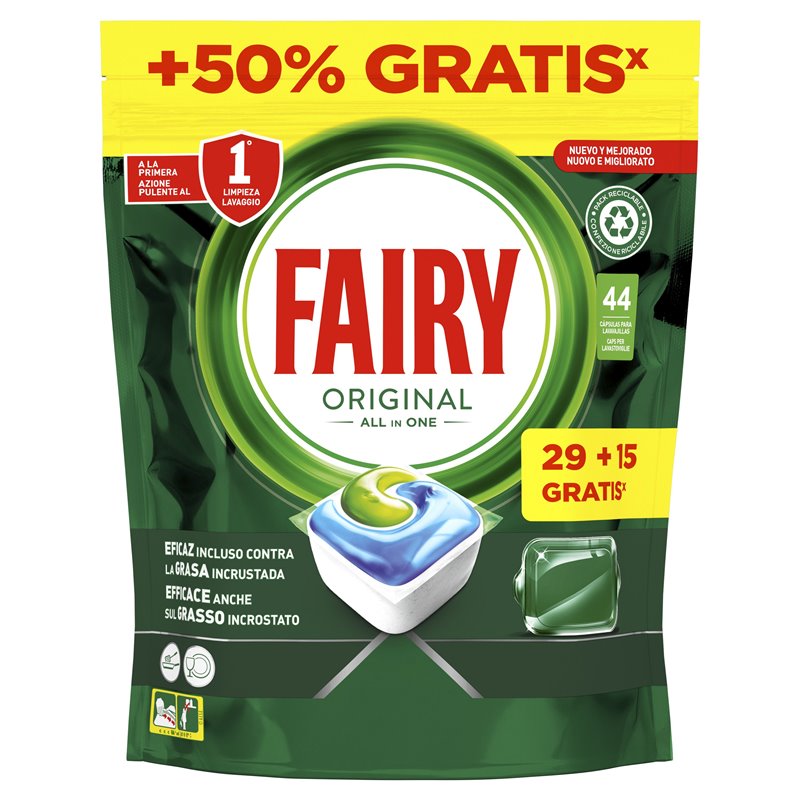 +50% GRATISˣ
A LA
PRIMERA
AZIONE
PULENTE AL
1°
LIMPIEZA
LAVAGGIO
NUEVO Y MEJORADO
NUOVO E MIGLIORATO
PACK RECICLABLE
CONFEZIONE RICICLABILE
FAIRY
ORIGINAL
ALL IN ONE
44
CÁPSULAS PARA
LAVAVAJILLAS
CAPS PER
LAVASTOVIGLIE
29 + 15
GRATISˣ
EFICAZ INCLUSO CONTRA
LA GRASA INCRUSTADA
EFFICACE ANCHE
SUL GRASSO INCROSTATO